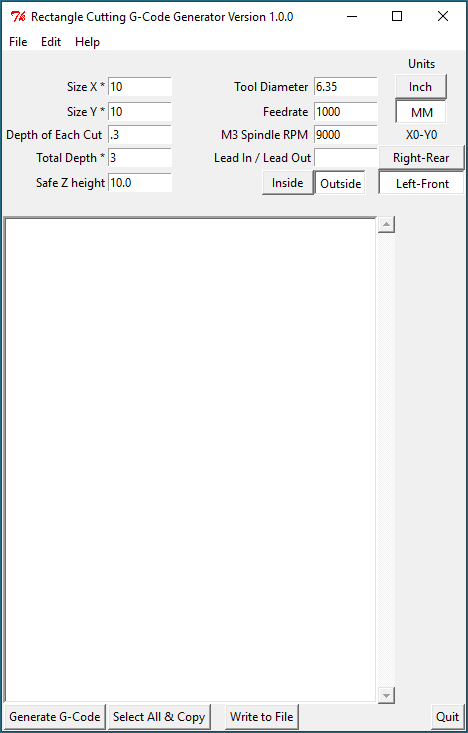 Rectangle Cutting G-Code Generator Version 1.0.0
File Edit Help
Units
Size X * 10 Tool Diameter 6.35 Inch
Size Y * 10 Feedrate 1000 MM
Depth of Each Cut .3 M3 Spindle RPM 9000 X0-Y0
Total Depth * 3 Lead In / Lead Out Right-Rear
Safe Z height 10.0 Inside Outside Left-Front
Generate G-Code Select All & Copy Write to File Quit